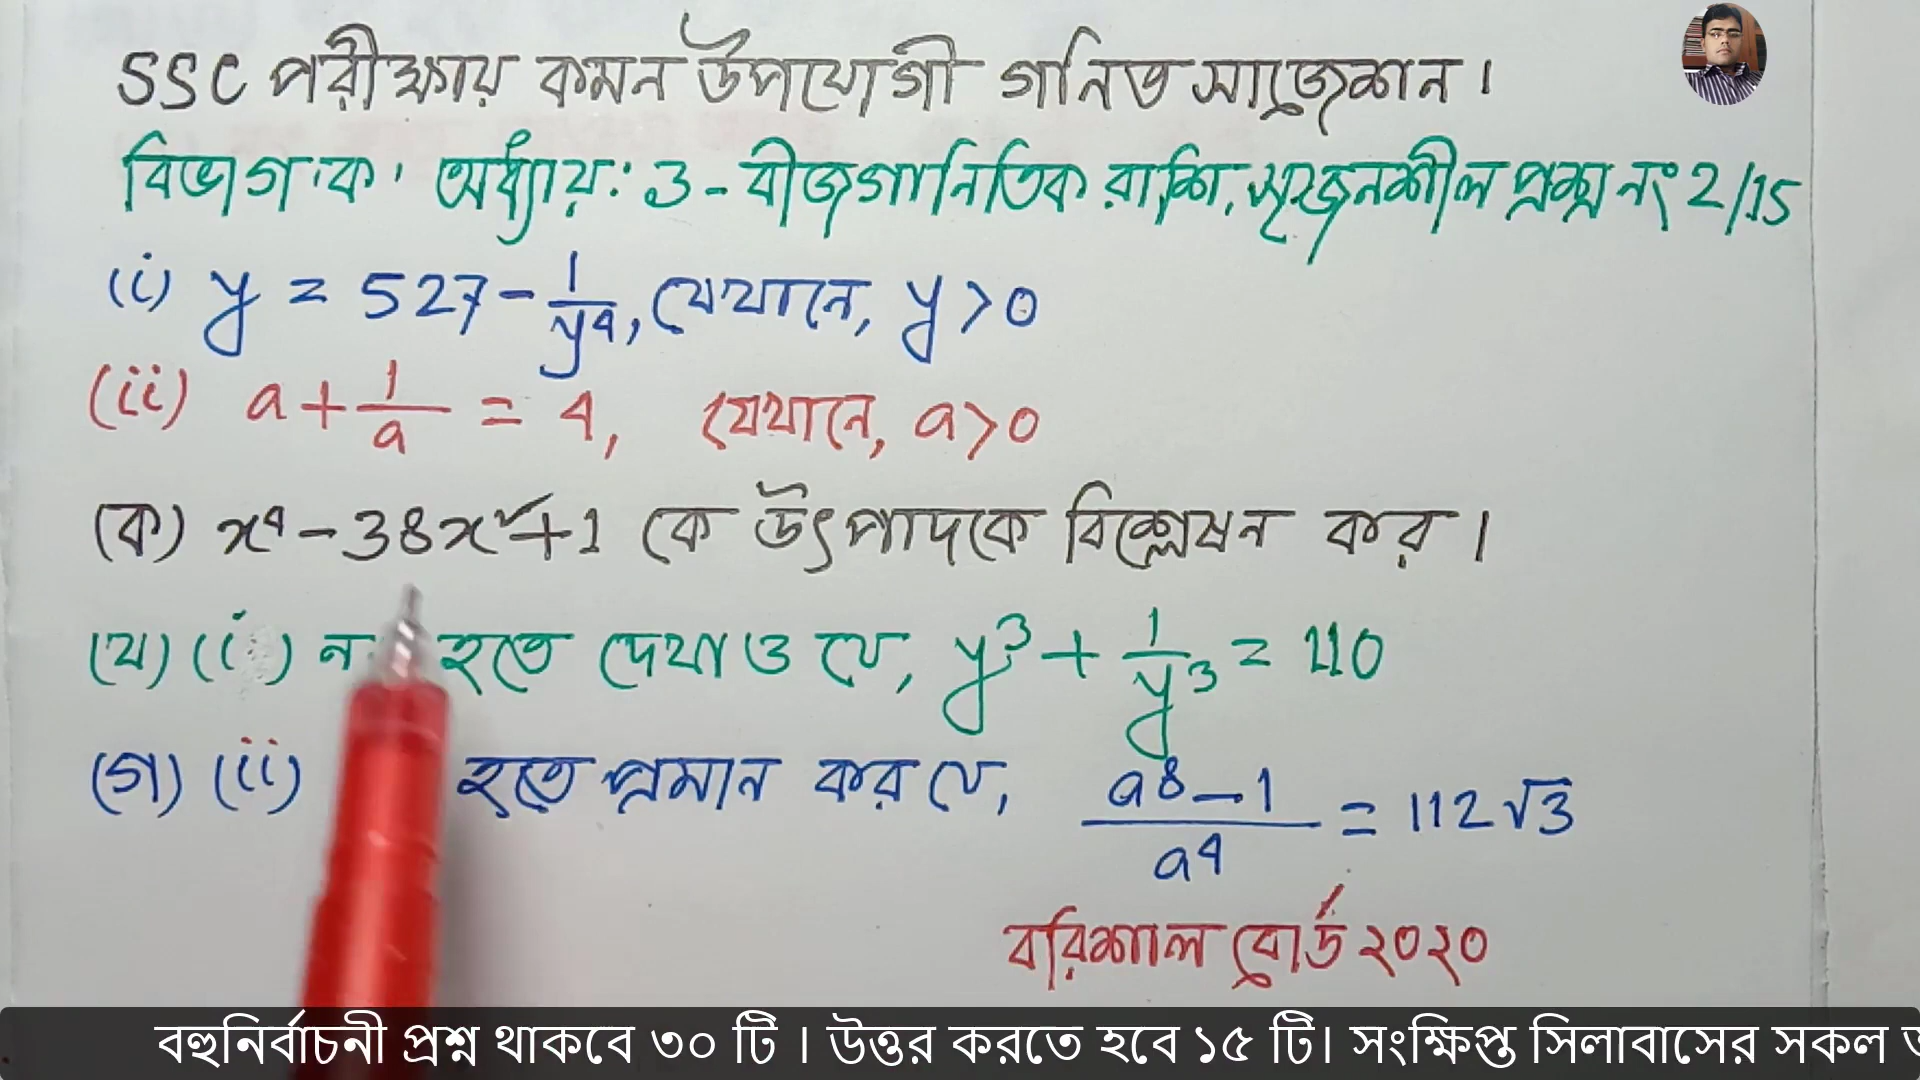 SSC পরীক্ষায় কমন উপযোগী গনিত সাজেশন।
বিভাগ 'ক' অধ্যায়: 3 - বীজগানিতিক রাশি, সৃজনশীল প্রশ্ন নং 2/15
(i) y = 527 - 1/y⁴, যেখানে, y > 0
(ii) a + 1/a = 4, যেখানে, a > 0
(ক) x⁴ - 38x² + 1 কে উৎপাদকে বিশ্লেষন কর।
(খ) (i) ন হতে দেখাও যে, y³ + 1/y³ = 110
(গ) (ii) হতে প্রমান কর যে, (a⁸ - 1)/a⁴ = 112√3
বরিশাল বোর্ড ২০২০
বহুনির্বাচনী প্রশ্ন থাকবে ৩০ টি । উত্তর করতে হবে ১৫ টি। সংক্ষিপ্ত সিলাবাসের সকল